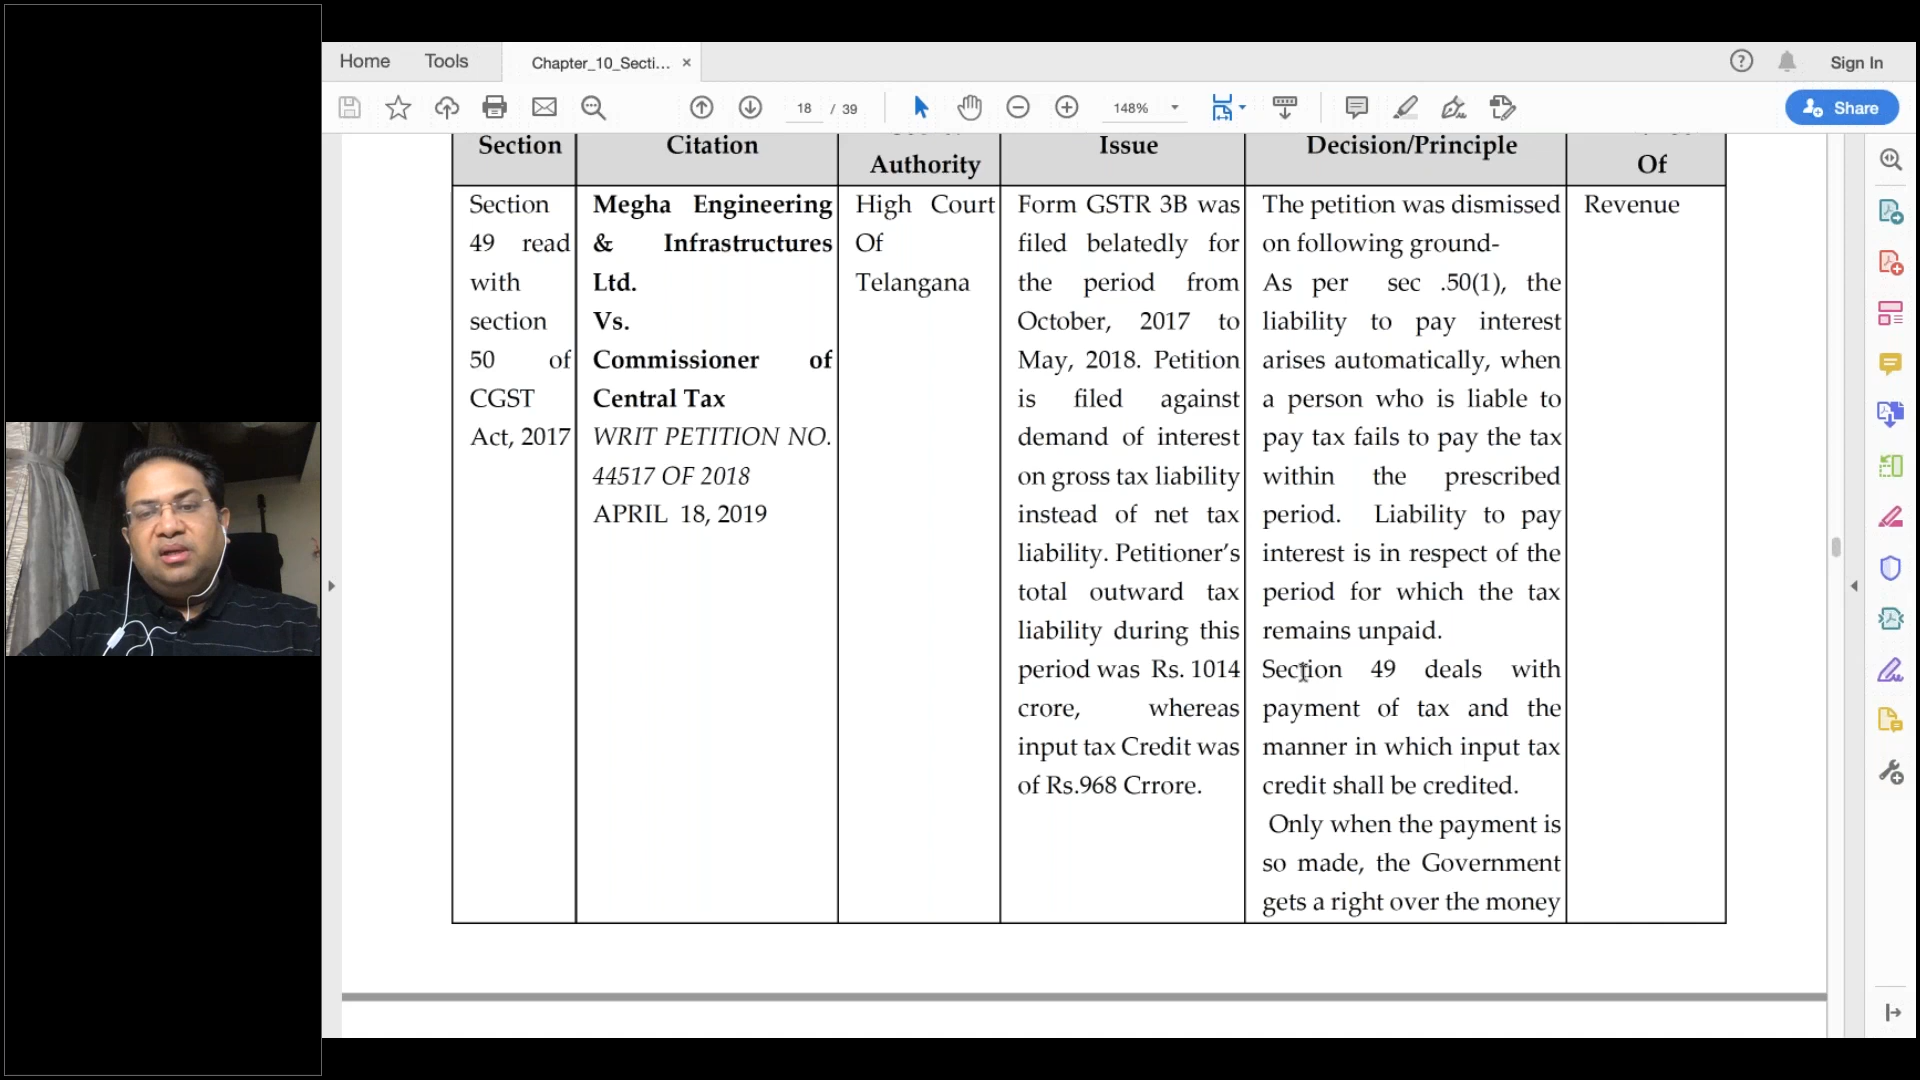 Home
Tools
Chapter_10_Secti... ×
Sign In
18 / 39
148%
Share
Section
Citation
Authority
Issue
Decision/Principle
Of
Section
49 read
with
section
50 of
CGST
Act, 2017
Megha Engineering
& Infrastructures
Ltd.
Vs.
Commissioner of
Central Tax
WRIT PETITION NO.
44517 OF 2018
APRIL 18, 2019
High Court
Of
Telangana
Form GSTR 3B was
filed belatedly for
the period from
October, 2017 to
May, 2018. Petition
is filed against
demand of interest
on gross tax liability
instead of net tax
liability. Petitioner’s
total outward tax
liability during this
period was Rs. 1014
crore, whereas
input tax Credit was
of Rs.968 Crrore.
The petition was dismissed
on following ground-
As per sec .50(1), the
liability to pay interest
arises automatically, when
a person who is liable to
pay tax fails to pay the tax
within the prescribed
period. Liability to pay
interest is in respect of the
period for which the tax
remains unpaid.
Section 49 deals with
payment of tax and the
manner in which input tax
credit shall be credited.
Only when the payment is
so made, the Government
gets a right over the money
Revenue